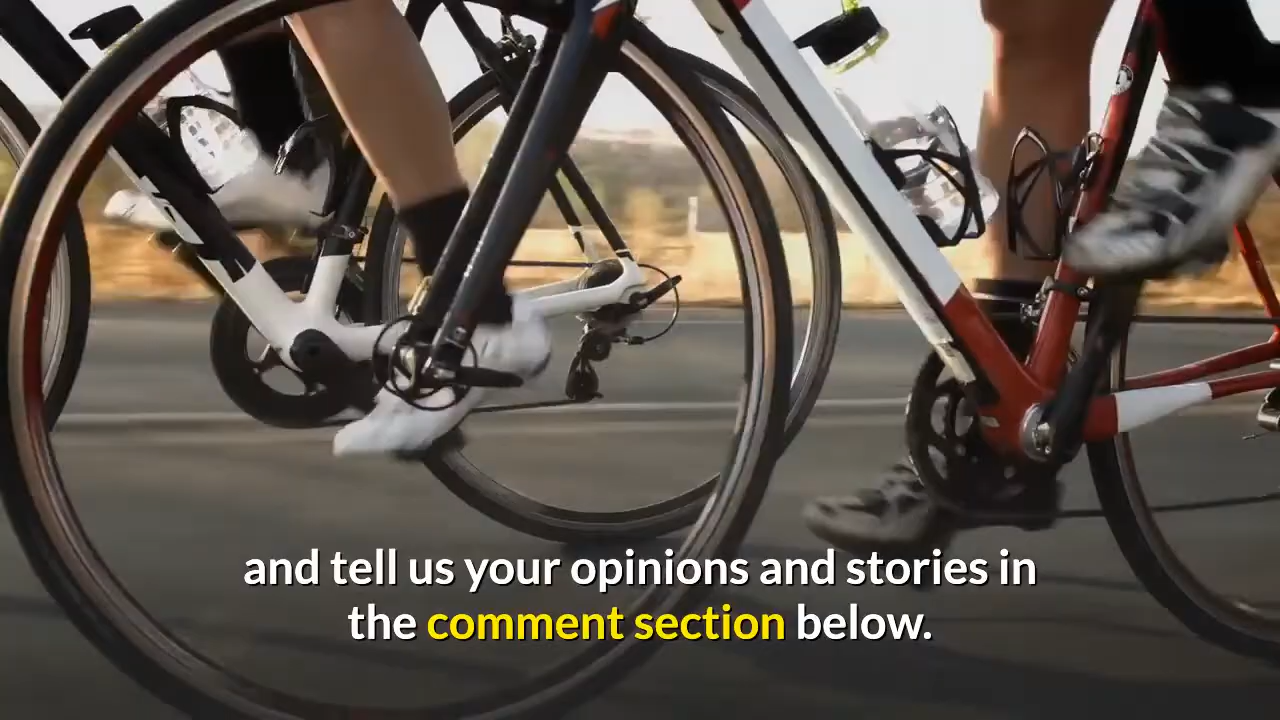 and tell us your opinions and stories in
the comment section below.